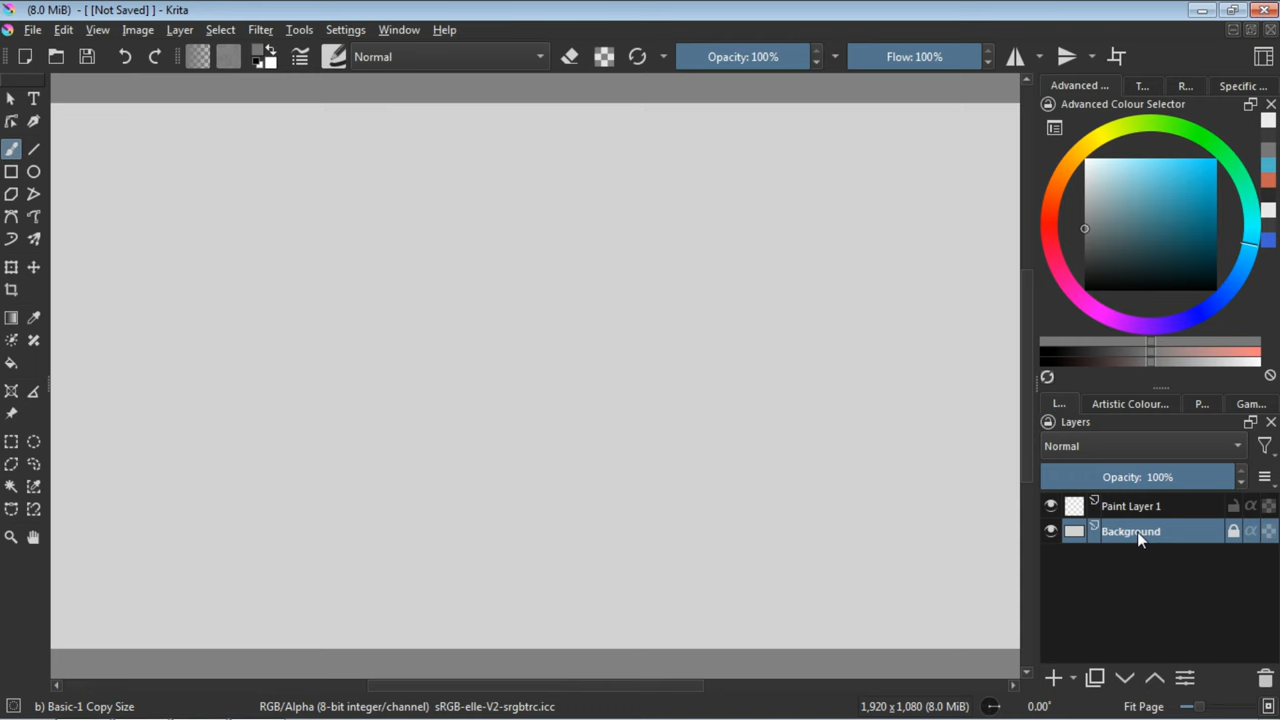 (8.0 MiB) - [ [Not Saved] ] - Krita
File Edit View Image Layer Select Filter Tools Settings Window Help
Normal
Opacity: 100%
Flow: 100%
Advanced ... T... R... Specific ...
Advanced Colour Selector
L... Artistic Colour... P... Gam...
Layers
Normal
Opacity: 100%
Paint Layer 1
Background
b) Basic-1 Copy Size
RGB/Alpha (8-bit integer/channel) sRGB-elle-V2-srgbtrc.icc
1,920 x 1,080 (8.0 MiB)
0.00°
Fit Page